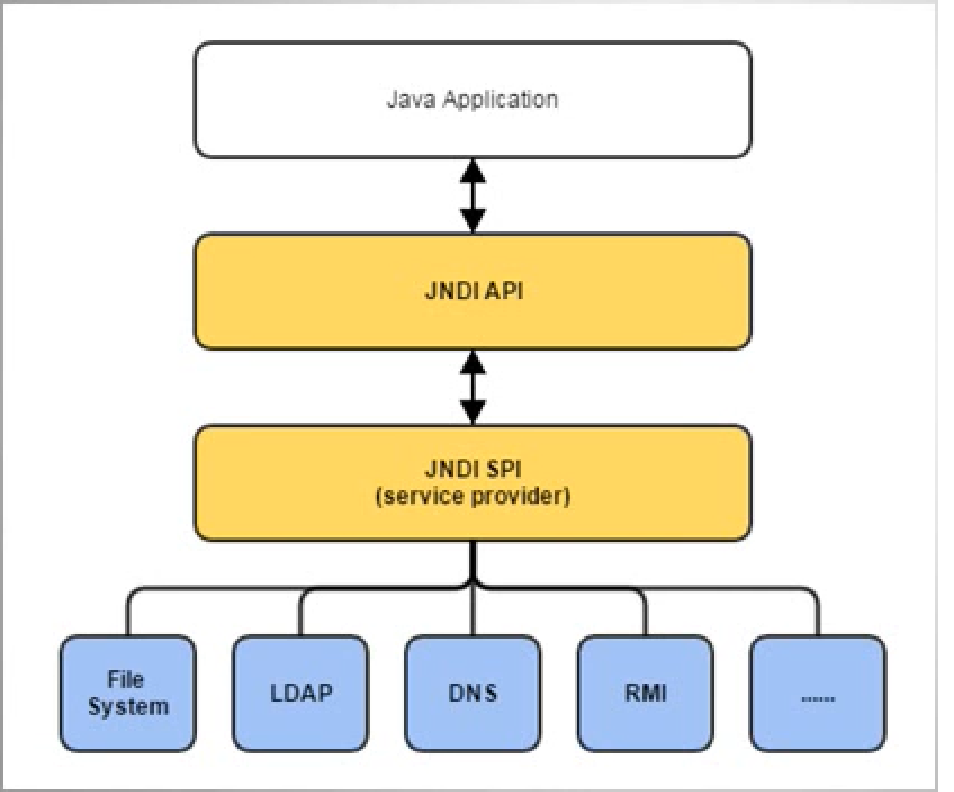 Java Application
JNDI API
JNDI SPI
(service provider)
File
System
LDAP
DNS
RMI
......